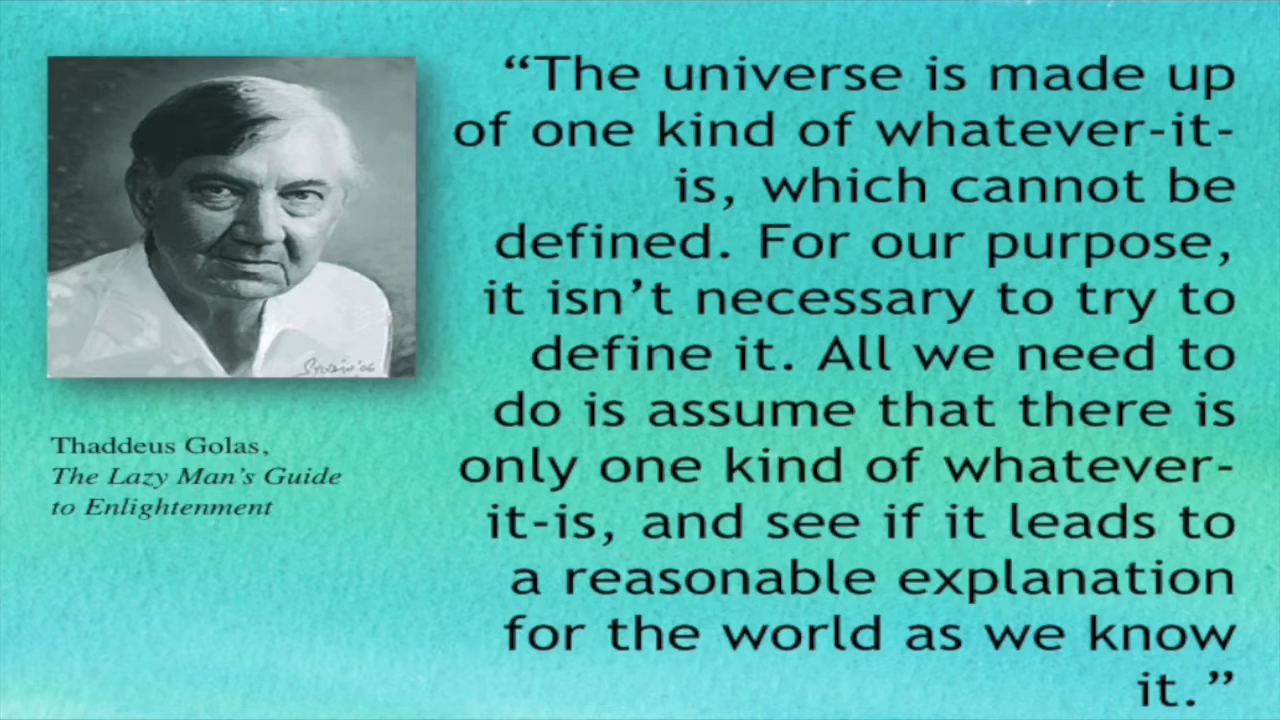 “The universe is made up
of one kind of whatever-it-
is, which cannot be
defined. For our purpose,
it isn’t necessary to try to
define it. All we need to
do is assume that there is
only one kind of whatever-
it-is, and see if it leads to
a reasonable explanation
for the world as we know
it.”
Thaddeus Golas,
The Lazy Man’s Guide
to Enlightenment